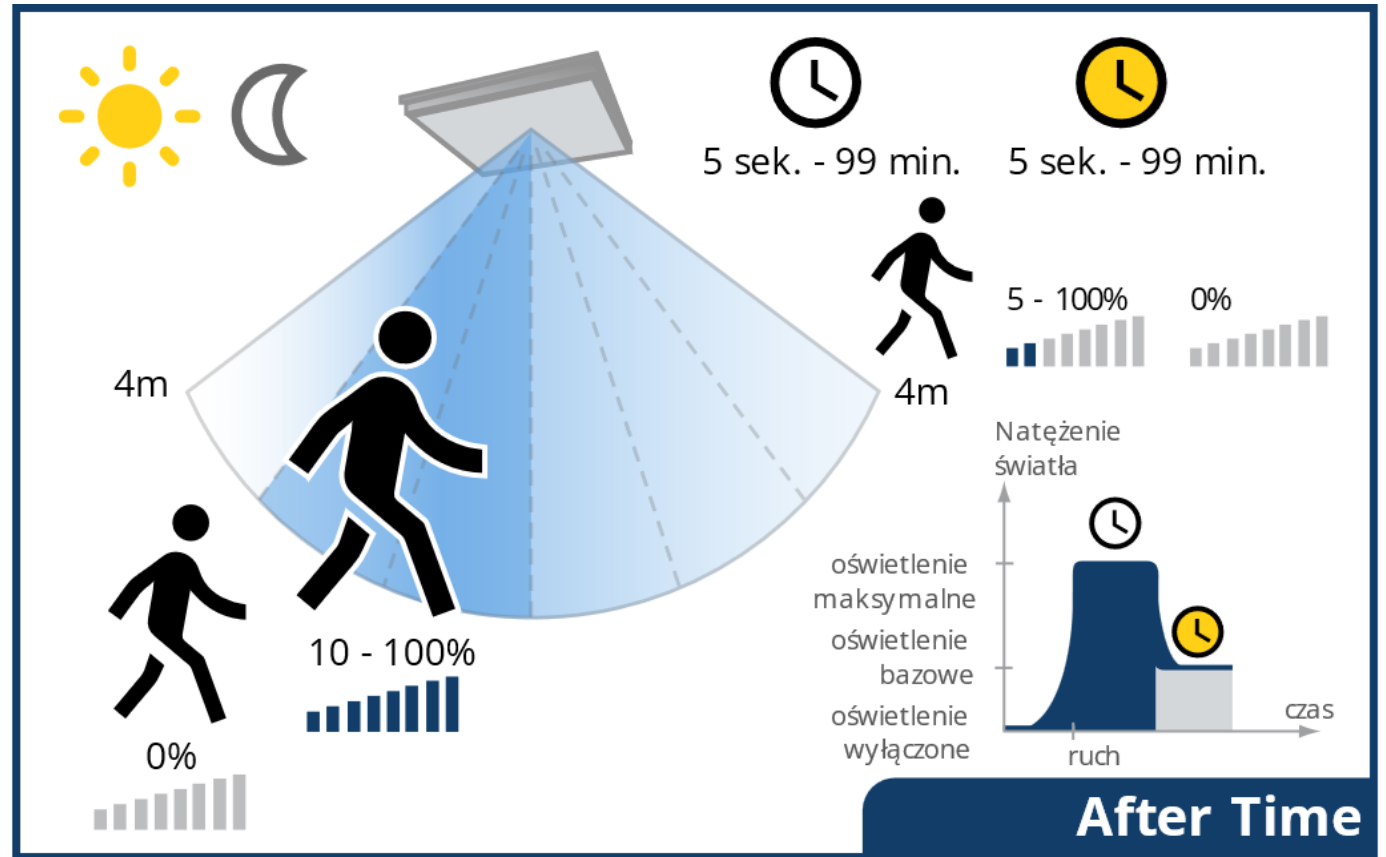 5 sek. - 99 min.
5 sek. - 99 min.
5 - 100%
0%
4m
4m
Natężenie
światła
oświetlenie
maksymalne
oświetlenie
bazowe
oświetlenie
wyłączone
czas
ruch
10 - 100%
0%
After Time